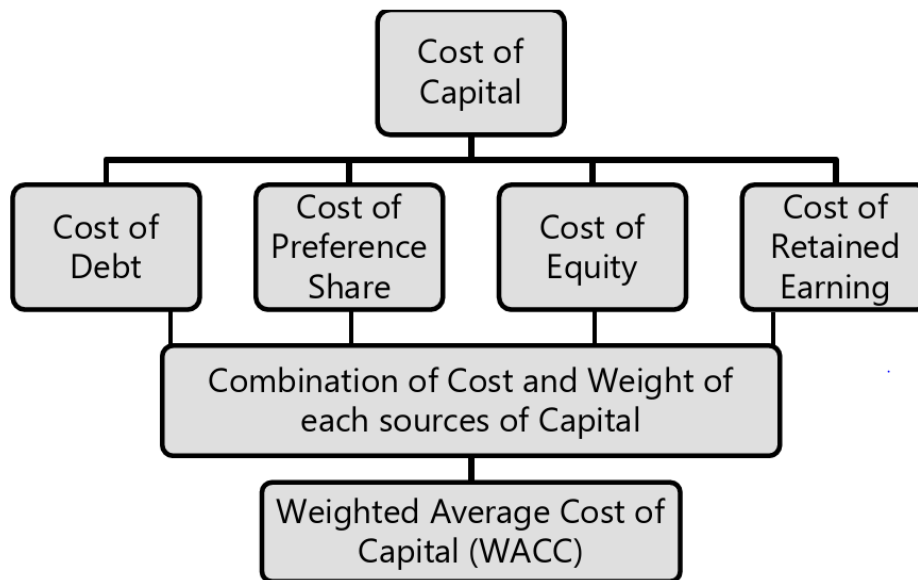 Cost of
Capital
Cost of
Debt
Cost of
Preference
Share
Cost of
Equity
Cost of
Retained
Earning
Combination of Cost and Weight of
each sources of Capital
Weighted Average Cost of
Capital (WACC)